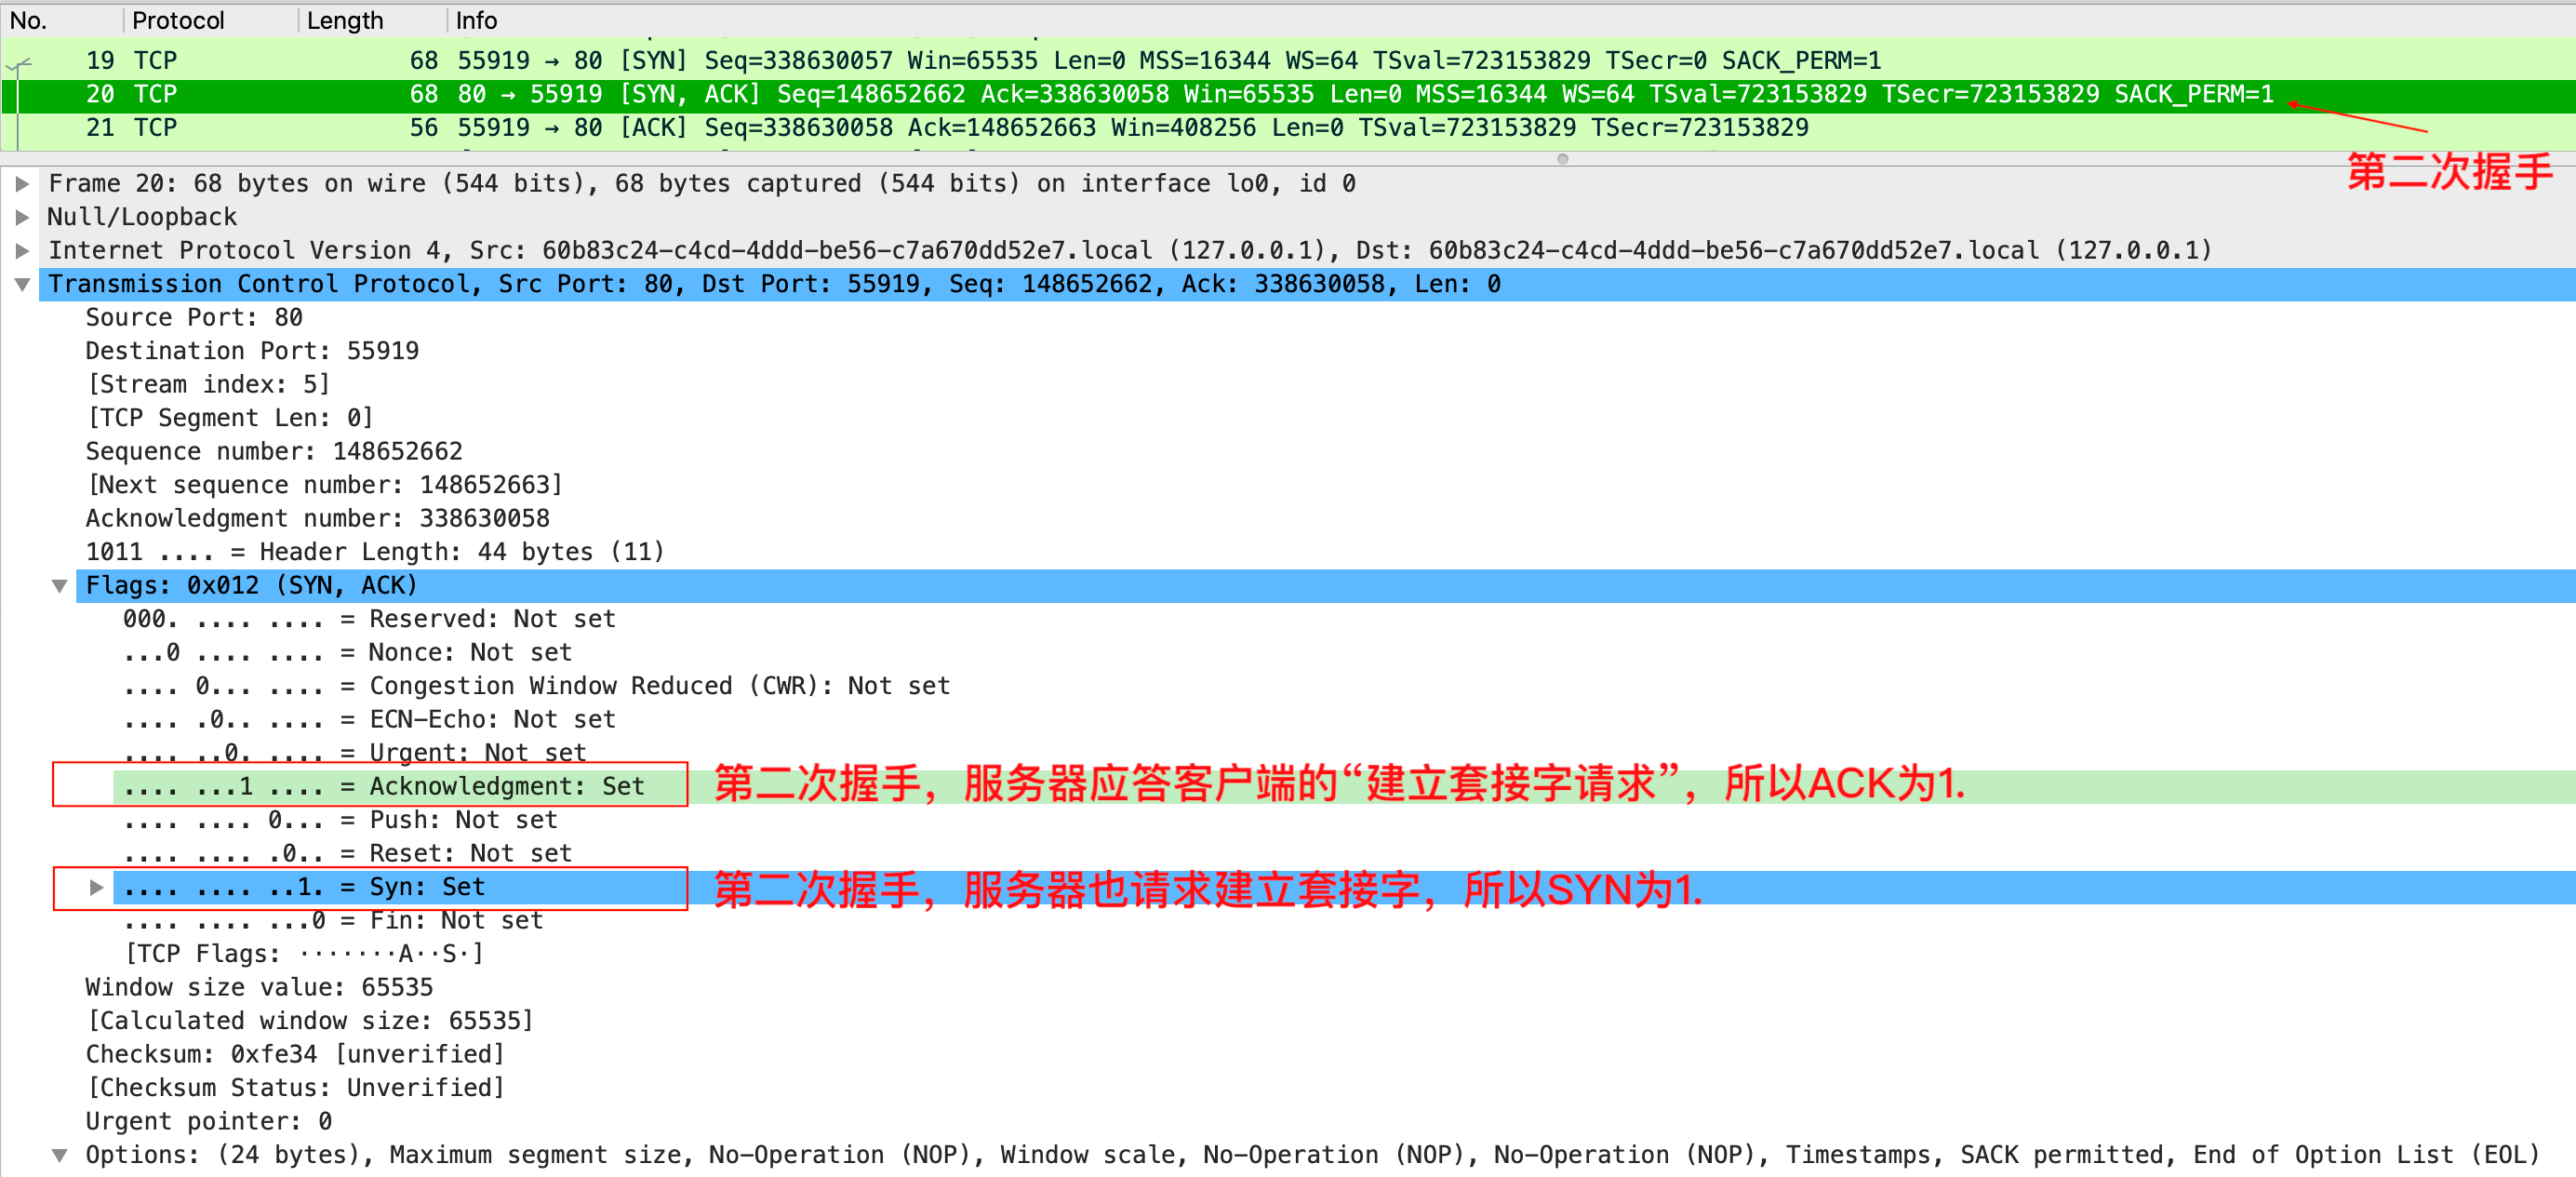 No. Protocol Length Info
19 TCP 68 55919 → 80 [SYN] Seq=338630057 Win=65535 Len=0 MSS=16344 WS=64 TSval=723153829 TSecr=0 SACK_PERM=1
20 TCP 68 80 → 55919 [SYN, ACK] Seq=148652662 Ack=338630058 Win=65535 Len=0 MSS=16344 WS=64 TSval=723153829 TSecr=723153829 SACK_PERM=1
21 TCP 56 55919 → 80 [ACK] Seq=338630058 Ack=148652663 Win=408256 Len=0 TSval=723153829 TSecr=723153829
第二次握手
Frame 20: 68 bytes on wire (544 bits), 68 bytes captured (544 bits) on interface lo0, id 0
Null/Loopback
Internet Protocol Version 4, Src: 60b83c24-c4cd-4ddd-be56-c7a670dd52e7.local (127.0.0.1), Dst: 60b83c24-c4cd-4ddd-be56-c7a670dd52e7.local (127.0.0.1)
Transmission Control Protocol, Src Port: 80, Dst Port: 55919, Seq: 148652662, Ack: 338630058, Len: 0
Source Port: 80
Destination Port: 55919
[Stream index: 5]
[TCP Segment Len: 0]
Sequence number: 148652662
[Next sequence number: 148652663]
Acknowledgment number: 338630058
1011 .... = Header Length: 44 bytes (11)
Flags: 0x012 (SYN, ACK)
000. .... .... = Reserved: Not set
...0 .... .... = Nonce: Not set
.... 0... .... = Congestion Window Reduced (CWR): Not set
.... .0.. .... = ECN-Echo: Not set
.... ..0. .... = Urgent: Not set
.... ...1 .... = Acknowledgment: Set 第二次握手，服务器应答客户端的“建立套接字请求”，所以ACK为1.
.... .... 0... = Push: Not set
.... .... .0.. = Reset: Not set
.... .... ..1. = Syn: Set 第二次握手，服务器也请求建立套接字，所以SYN为1.
.... .... ...0 = Fin: Not set
[TCP Flags: ·······A··S·]
Window size value: 65535
[Calculated window size: 65535]
Checksum: 0xfe34 [unverified]
[Checksum Status: Unverified]
Urgent pointer: 0
Options: (24 bytes), Maximum segment size, No-Operation (NOP), Window scale, No-Operation (NOP), No-Operation (NOP), Timestamps, SACK permitted, End of Option List (EOL)